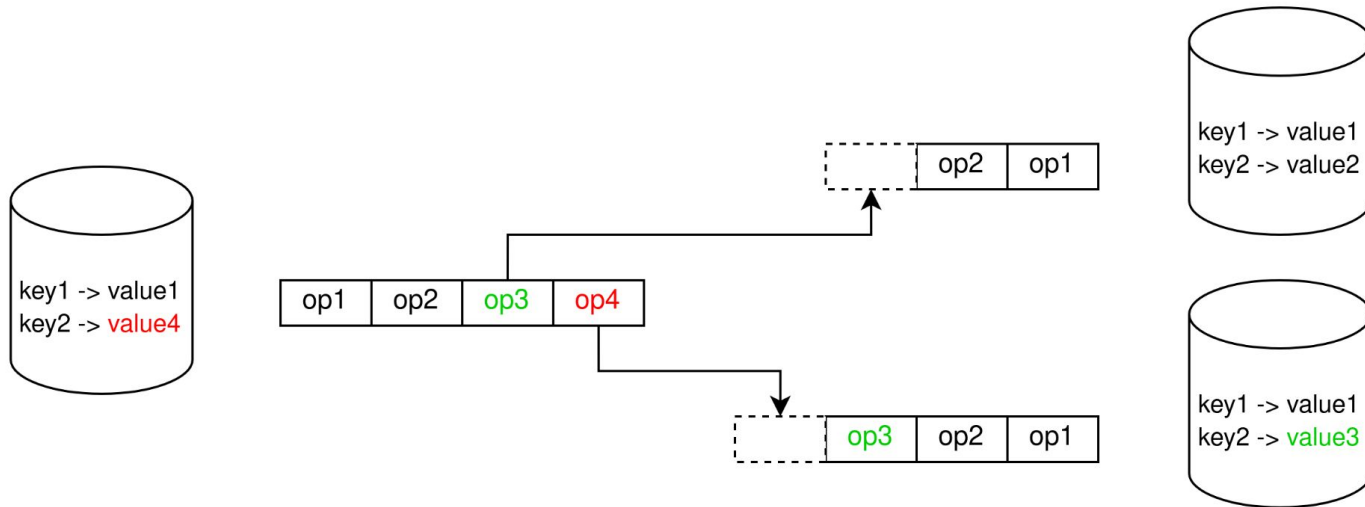 key1 -> value1
key2 -> value4
op1 op2 op3 op4
op2 op1
key1 -> value1
key2 -> value2
op3 op2 op1
key1 -> value1
key2 -> value3